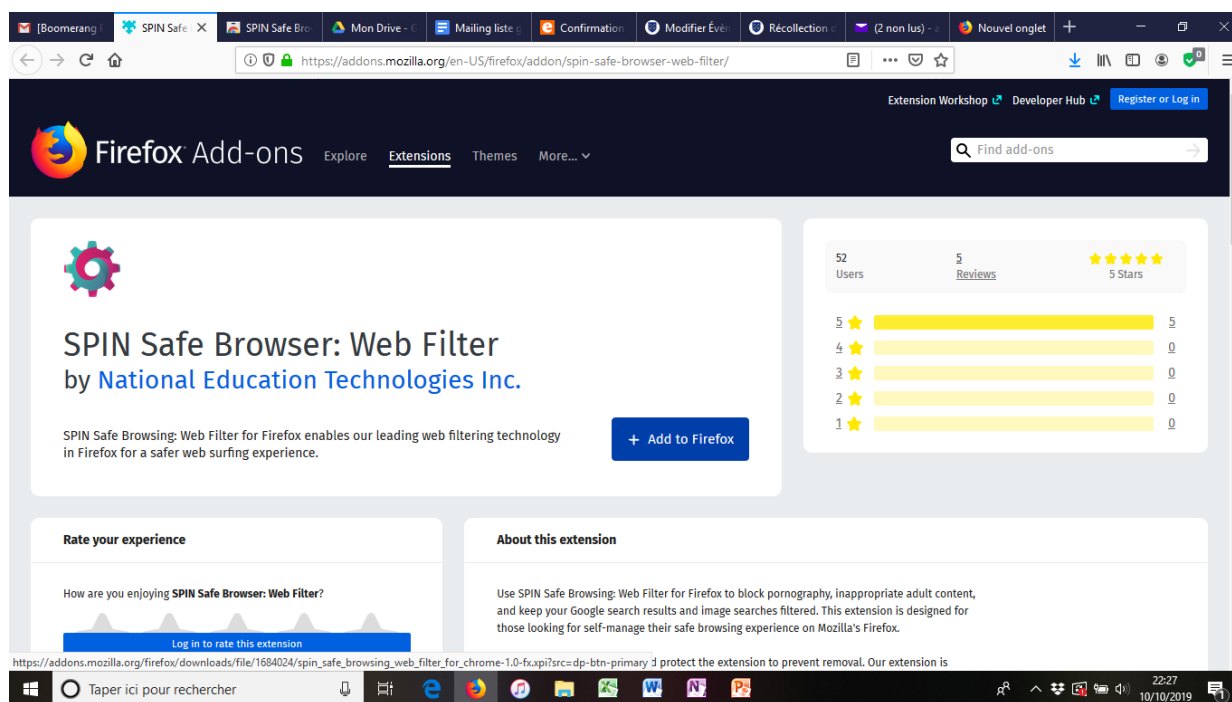 [Boomerang F
SPIN Safe
SPIN Safe Bro
Mon Drive - G
Mailing liste g
Confirmation
Modifier Évèn
Récollection d
(2 non lus) - a
Nouvel onglet
https://addons.mozilla.org/en-US/firefox/addon/spin-safe-browser-web-filter/
Extension Workshop
Developer Hub
Register or Log in
Firefox Add-ons
Explore
Extensions
Themes
More...
Find add-ons
SPIN Safe Browser: Web Filter
by National Education Technologies Inc.
SPIN Safe Browsing: Web Filter for Firefox enables our leading web filtering technology
in Firefox for a safer web surfing experience.
+ Add to Firefox
52
Users
5
Reviews
5 Stars
5 5
4 0
3 0
2 0
1 0
Rate your experience
How are you enjoying SPIN Safe Browser: Web Filter?
Log in to rate this extension
About this extension
Use SPIN Safe Browsing: Web Filter for Firefox to block pornography, inappropriate adult content,
and keep your Google search results and image searches filtered. This extension is designed for
those looking for self-manage their safe browsing experience on Mozilla's Firefox.
protect the extension to prevent removal. Our extension is
https://addons.mozilla.org/firefox/downloads/file/1684024/spin_safe_browsing_web_filter_for_chrome-1.0-fx.xpi?src=dp-btn-primary
Taper ici pour rechercher
22:27
10/10/2019